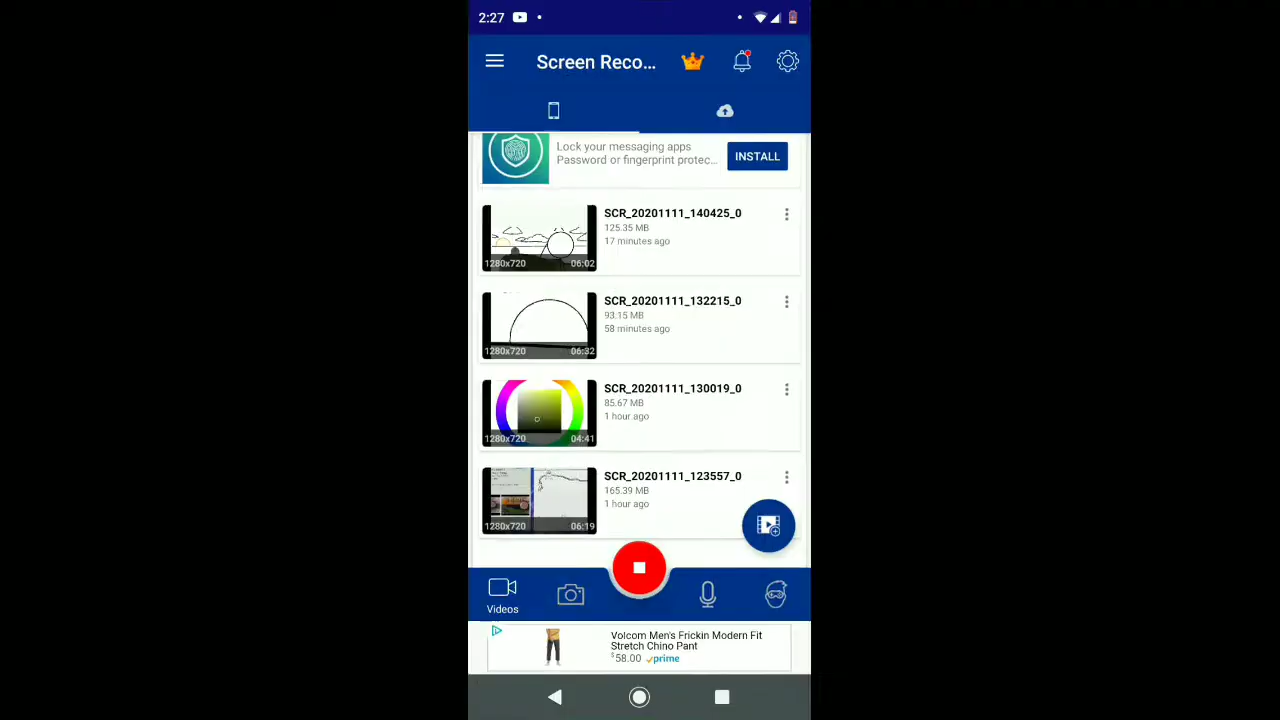 2:27
Screen Reco...
Lock your messaging apps
Password or fingerprint protec...
INSTALL
SCR_20201111_140425_0
125.35 MB
17 minutes ago
1280x720 06:02
SCR_20201111_132215_0
93.15 MB
58 minutes ago
1280x720 06:32
SCR_20201111_130019_0
85.67 MB
1 hour ago
1280x720 04:41
SCR_20201111_123557_0
165.39 MB
1 hour ago
1280x720 06:19
Videos
Volcom Men's Frickin Modern Fit
Stretch Chino Pant
$58.00 prime